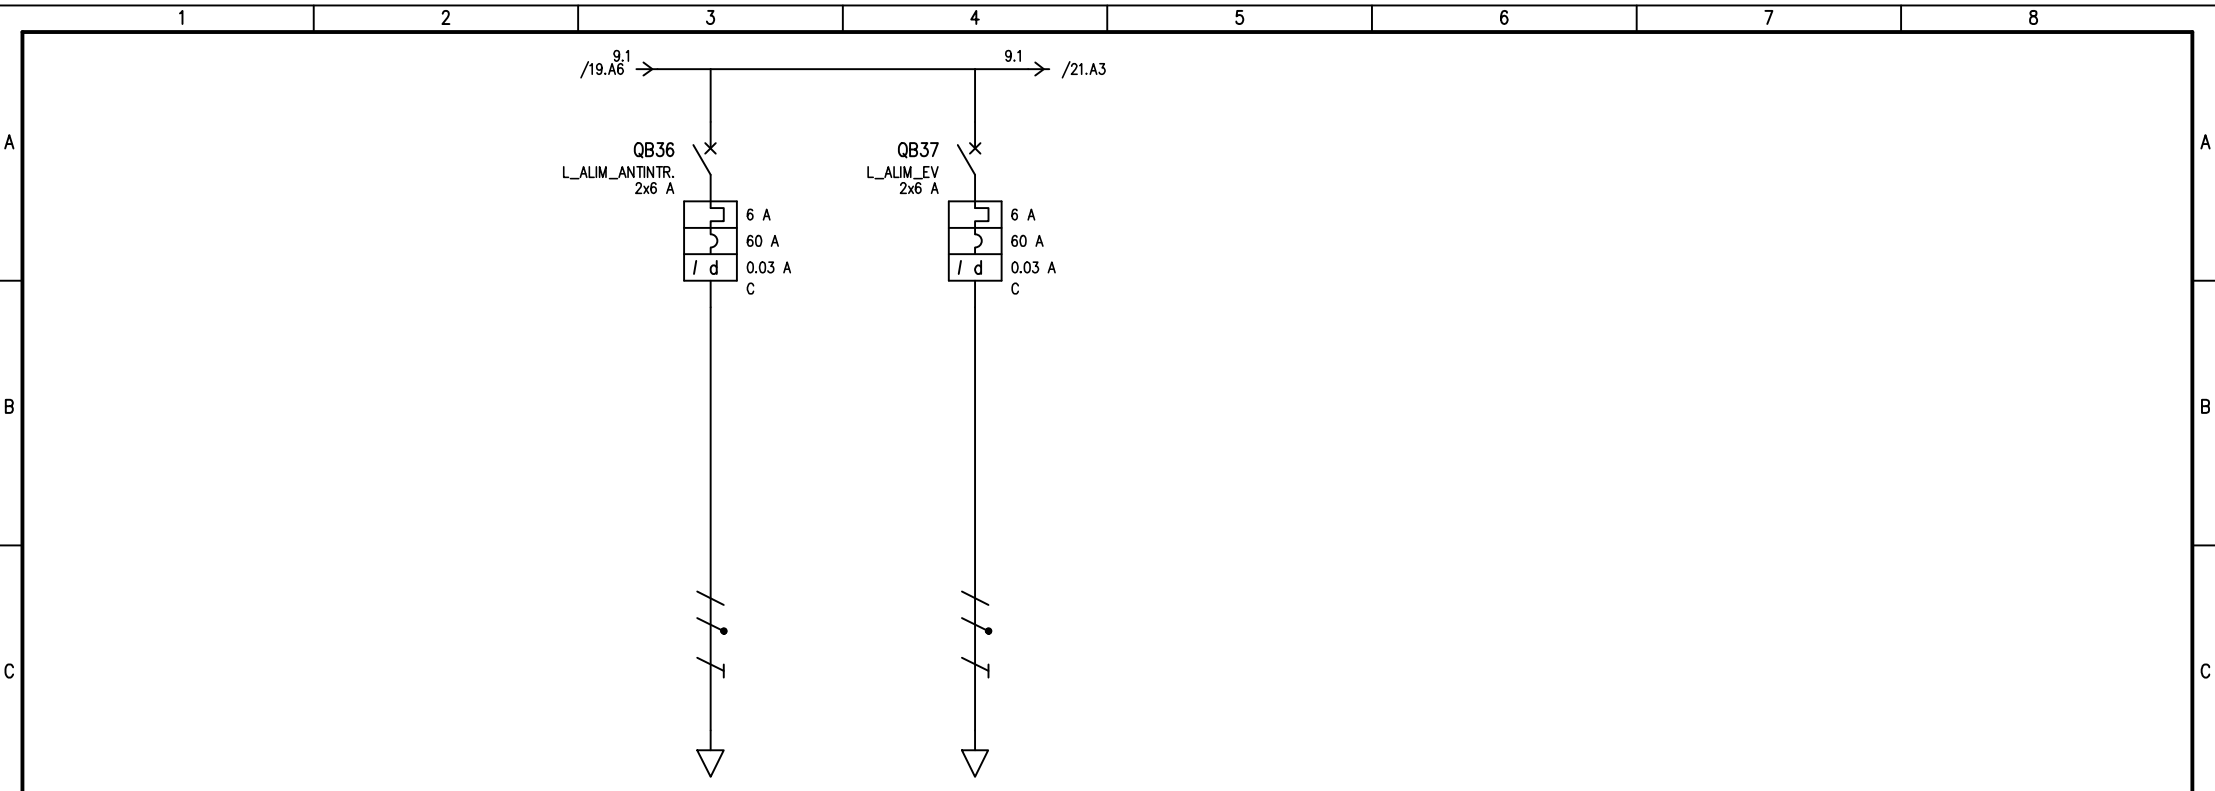 1 2 3 4 5 6 7 8
9.1 9.1
/19.A6 /21.A3
A A
QB36 QB37
L_ALIM_ANTINTR. L_ALIM_EV
2x6 A 2x6 A
6 A 6 A
60 A 60 A
I d 0.03 A I d 0.03 A
C C
B B
C C